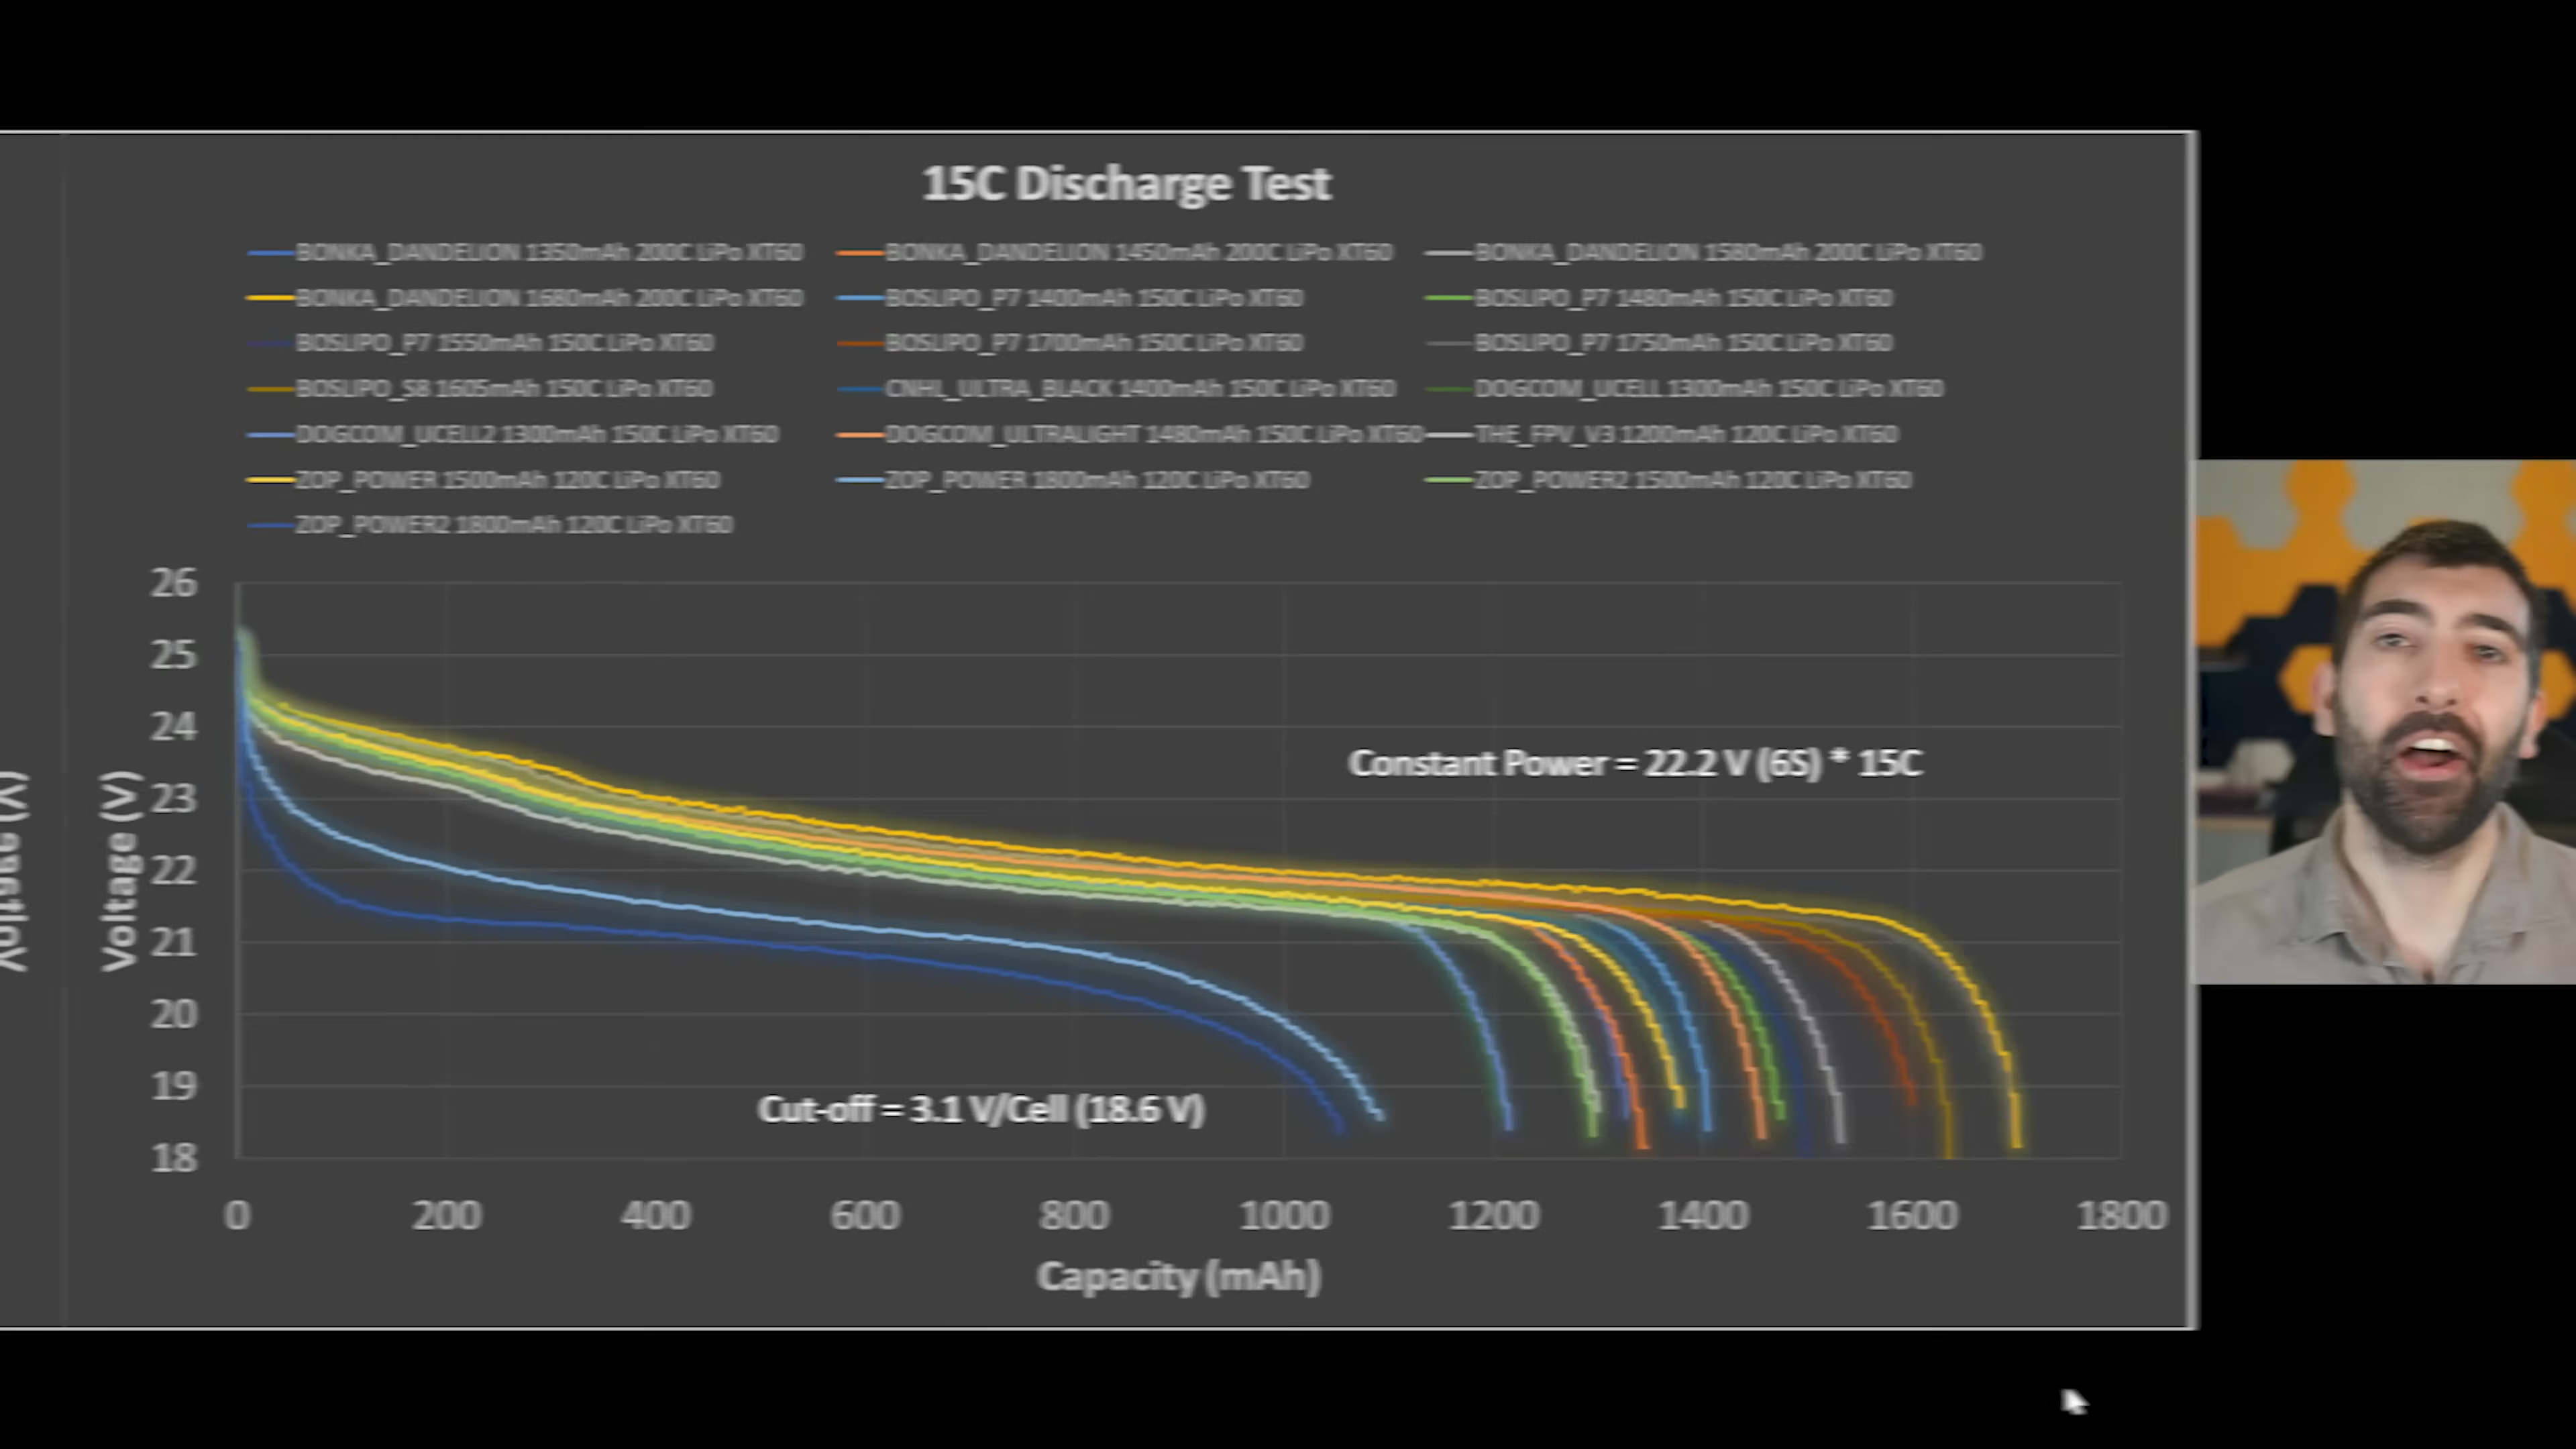 15C Discharge Test
BONKA_DANDELION 1350mAh 200C LiPo XT60 BONKA_DANDELION 1450mAh 200C LiPo XT60 BONKA_DANDELION 1580mAh 200C LiPo XT60
BONKA_DANDELION 1680mAh 200C LiPo XT60 BOSLIPO_P7 1400mAh 150C LiPo XT60 BOSLIPO_P7 1480mAh 150C LiPo XT60
BOSLIPO_P7 1550mAh 150C LiPo XT60 BOSLIPO_P7 1700mAh 150C LiPo XT60 BOSLIPO_P7 1750mAh 150C LiPo XT60
BOSLIPO_S8 1605mAh 150C LiPo XT60 CNHL_ULTRA_BLACK 1400mAh 150C LiPo XT60 DOGCOM_UCELL 1300mAh 150C LiPo XT60
DOGCOM_UCELL2 1300mAh 150C LiPo XT60 DOGCOM_ULTRALIGHT 1480mAh 150C LiPo XT60 THE_FPV_V3 1200mAh 120C LiPo XT60
ZOP_POWER 1500mAh 120C LiPo XT60 ZOP_POWER 1800mAh 120C LiPo XT60 ZOP_POWER2 1500mAh 120C LiPo XT60
ZOP_POWER2 1800mAh 120C LiPo XT60
Voltage (V)
Voltage (V)
26
25
24
23
22
21
20
19
18
Constant Power = 22.2 V (6S) * 15C
Cut-off = 3.1 V/Cell (18.6 V)
0 200 400 600 800 1000 1200 1400 1600 1800
Capacity (mAh)